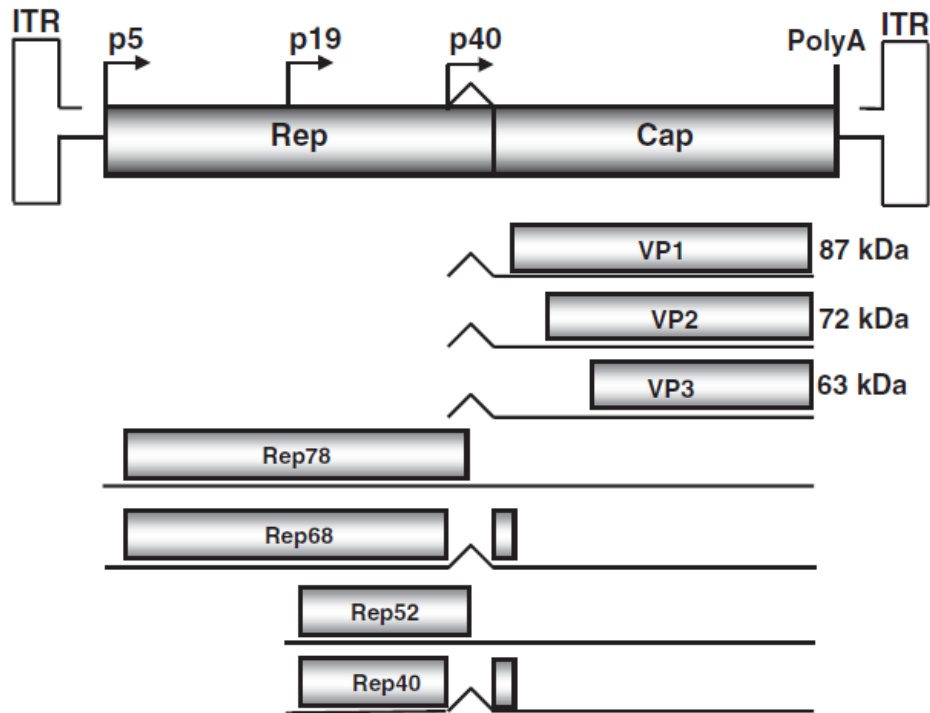 ITR
ITR
p5
p19
p40
PolyA
Rep
Cap
VP1
87 kDa
VP2
72 kDa
VP3
63 kDa
Rep78
Rep68
Rep52
Rep40